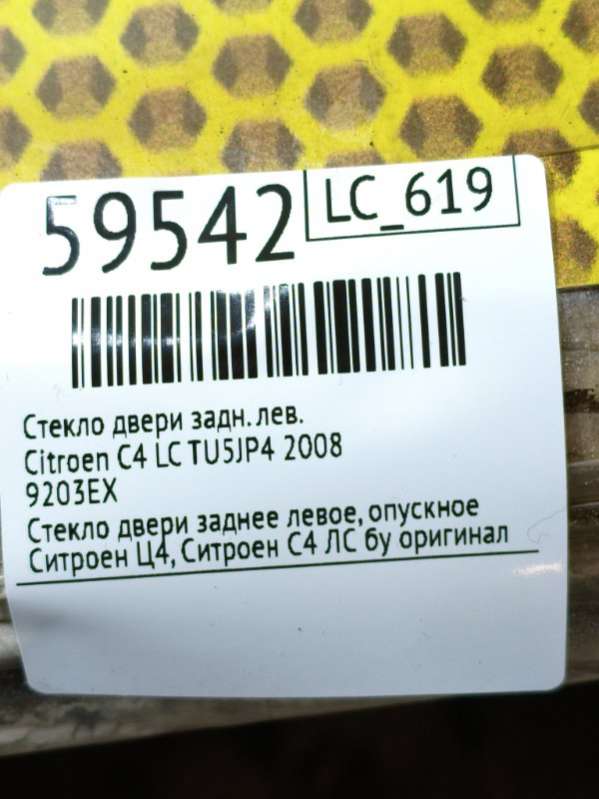 59542
LC_619
Стекло двери задн. лев.
Citroen C4 LC TU5JP4 2008
9203EX
Стекло двери заднее левое, опускное
Ситроен Ц4, Ситроен С4 ЛС бу оригинал